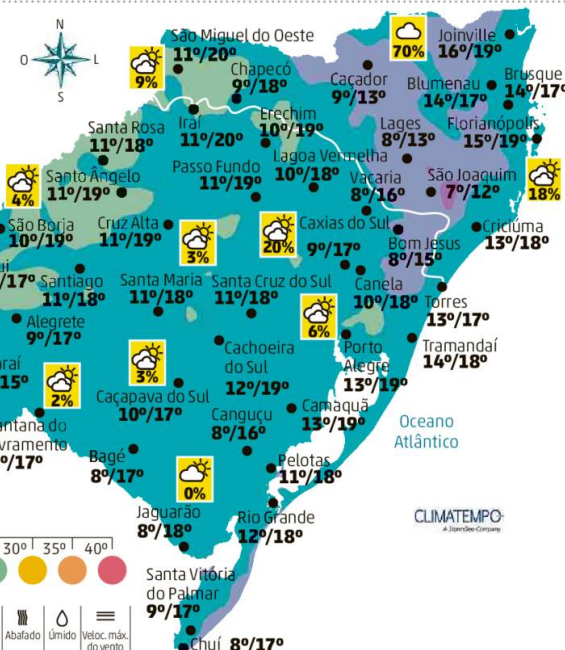 N
O
L
S
São Miguel do Oeste
11º/20º
9%
Chapecó
9º/18º
Caçador
9º/13º
70%
Joinville
16º/19º
Blumenau
14º/17º
Brusque
14º/17º
Iraí
11º/20º
Erechim
10º/19º
Lages
8º/13º
Florianópolis
15º/19º
Santa Rosa
11º/18º
Passo Fundo
11º/19º
Lagoa Vermelha
10º/18º
Vacaria
8º/16º
São Joaquim
7º/12º
18%
4%
Santo Ângelo
11º/19º
São Borja
10º/19º
Cruz Alta
11º/19º
3%
20%
Caxias do Sul
9º/17º
Bom Jesus
8º/15º
Criciúma
13º/18º
/17º
Santiago
11º/18º
Santa Maria
11º/18º
Santa Cruz do Sul
11º/18º
Canela
10º/18º
Torres
13º/17º
Alegrete
9º/17º
6%
Porto
Alegre
13º/19º
Tramandaí
14º/18º
15º
2%
3%
Cachoeira
do Sul
12º/19º
Caçapava do Sul
10º/17º
Canguçu
8º/16º
Camaquã
13º/19º
Oceano
Atlântico
antana do
vramento
º/17º
Bagé
8º/17º
0%
Pelotas
11º/18º
Jaguarão
8º/18º
Rio Grande
12º/18º
CLIMATEMPO
A StormGeo Company
30º 35º 40º
Santa Vitória
do Palmar
9º/17º
Abafado
Úmido
Veloc. máx.
do vento
Chuí 8º/17º